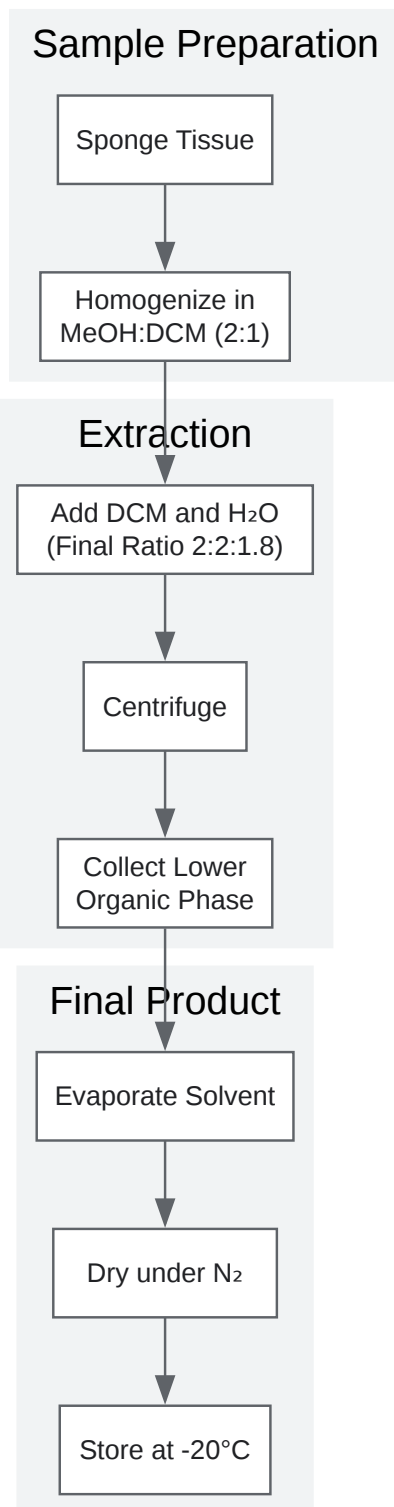 Sample Preparation
Sponge Tissue
Homogenize in
MeOH:DCM (2:1)
Extraction
Add DCM and H₂O
(Final Ratio 2:2:1.8)
Centrifuge
Collect Lower
Organic Phase
Final Product
Evaporate Solvent
Dry under N₂
Store at -20°C